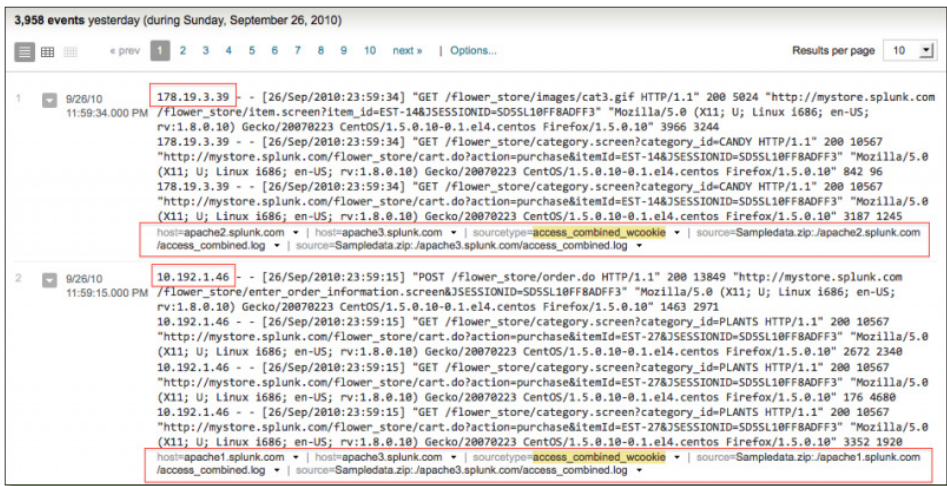 3,958 events yesterday (during Sunday, September 26, 2010)
« prev 1 2 3 4 5 6 7 8 9 10 next » | Options... Results per page 10
1 9/26/10 178.19.3.39 - - [26/Sep/2010:23:59:34] "GET /flower_store/images/cat3.gif HTTP/1.1" 200 5024 "http://mystore.splunk.com
11:59:34.000 PM /flower_store/item.screen?item_id=EST-14&JSESSIONID=SD5SL10FF8ADFF3" "Mozilla/5.0 (X11; U; Linux i686; en-US;
rv:1.8.0.10) Gecko/20070223 CentOS/1.5.0.10-0.1.el4.centos Firefox/1.5.0.10" 3966 3244
178.19.3.39 - - [26/Sep/2010:23:59:34] "GET /flower_store/category.screen?category_id=CANDY HTTP/1.1" 200 10567
"http://mystore.splunk.com/flower_store/cart.do?action=purchase&itemId=EST-14&JSESSIONID=SD5SL10FF8ADFF3" "Mozilla/5.0
(X11; U; Linux i686; en-US; rv:1.8.0.10) Gecko/20070223 CentOS/1.5.0.10-0.1.el4.centos Firefox/1.5.0.10" 842 96
178.19.3.39 - - [26/Sep/2010:23:59:34] "GET /flower_store/category.screen?category_id=CANDY HTTP/1.1" 200 10567
"http://mystore.splunk.com/flower_store/cart.do?action=purchase&itemId=EST-14&JSESSIONID=SD5SL10FF8ADFF3" "Mozilla/5.0
(X11; U; Linux i686; en-US; rv:1.8.0.10) Gecko/20070223 CentOS/1.5.0.10-0.1.el4.centos Firefox/1.5.0.10" 3187 1245
host=apache2.splunk.com | host=apache3.splunk.com | sourcetype=access_combined_wcookie | source=Sampledata.zip:./apache2.splunk.com
/access_combined.log | source=Sampledata.zip:./apache3.splunk.com/access_combined.log
2 9/26/10 10.192.1.46 - - [26/Sep/2010:23:59:15] "POST /flower_store/order.do HTTP/1.1" 200 13849 "http://mystore.splunk.com
11:59:15.000 PM /flower_store/enter_order_information.screen&JSESSIONID=SD5SL10FF8ADFF3" "Mozilla/5.0 (X11; U; Linux i686; en-US;
rv:1.8.0.10) Gecko/20070223 CentOS/1.5.0.10-0.1.el4.centos Firefox/1.5.0.10" 1463 2971
10.192.1.46 - - [26/Sep/2010:23:59:15] "GET /flower_store/category.screen?category_id=PLANTS HTTP/1.1" 200 10567
"http://mystore.splunk.com/flower_store/cart.do?action=purchase&itemId=EST-27&JSESSIONID=SD5SL10FF8ADFF3" "Mozilla/5.0
(X11; U; Linux i686; en-US; rv:1.8.0.10) Gecko/20070223 CentOS/1.5.0.10-0.1.el4.centos Firefox/1.5.0.10" 2672 2340
10.192.1.46 - - [26/Sep/2010:23:59:15] "GET /flower_store/category.screen?category_id=PLANTS HTTP/1.1" 200 10567
"http://mystore.splunk.com/flower_store/cart.do?action=purchase&itemId=EST-27&JSESSIONID=SD5SL10FF8ADFF3" "Mozilla/5.0
(X11; U; Linux i686; en-US; rv:1.8.0.10) Gecko/20070223 CentOS/1.5.0.10-0.1.el4.centos Firefox/1.5.0.10" 176 4680
10.192.1.46 - - [26/Sep/2010:23:59:15] "GET /flower_store/category.screen?category_id=PLANTS HTTP/1.1" 200 10567
"http://mystore.splunk.com/flower_store/cart.do?action=purchase&itemId=EST-27&JSESSIONID=SD5SL10FF8ADFF3" "Mozilla/5.0
(X11; U; Linux i686; en-US; rv:1.8.0.10) Gecko/20070223 CentOS/1.5.0.10-0.1.el4.centos Firefox/1.5.0.10" 3352 1920
host=apache1.splunk.com | host=apache3.splunk.com | sourcetype=access_combined_wcookie | source=Sampledata.zip:./apache1.splunk.com
/access_combined.log | source=Sampledata.zip:./apache3.splunk.com/access_combined.log